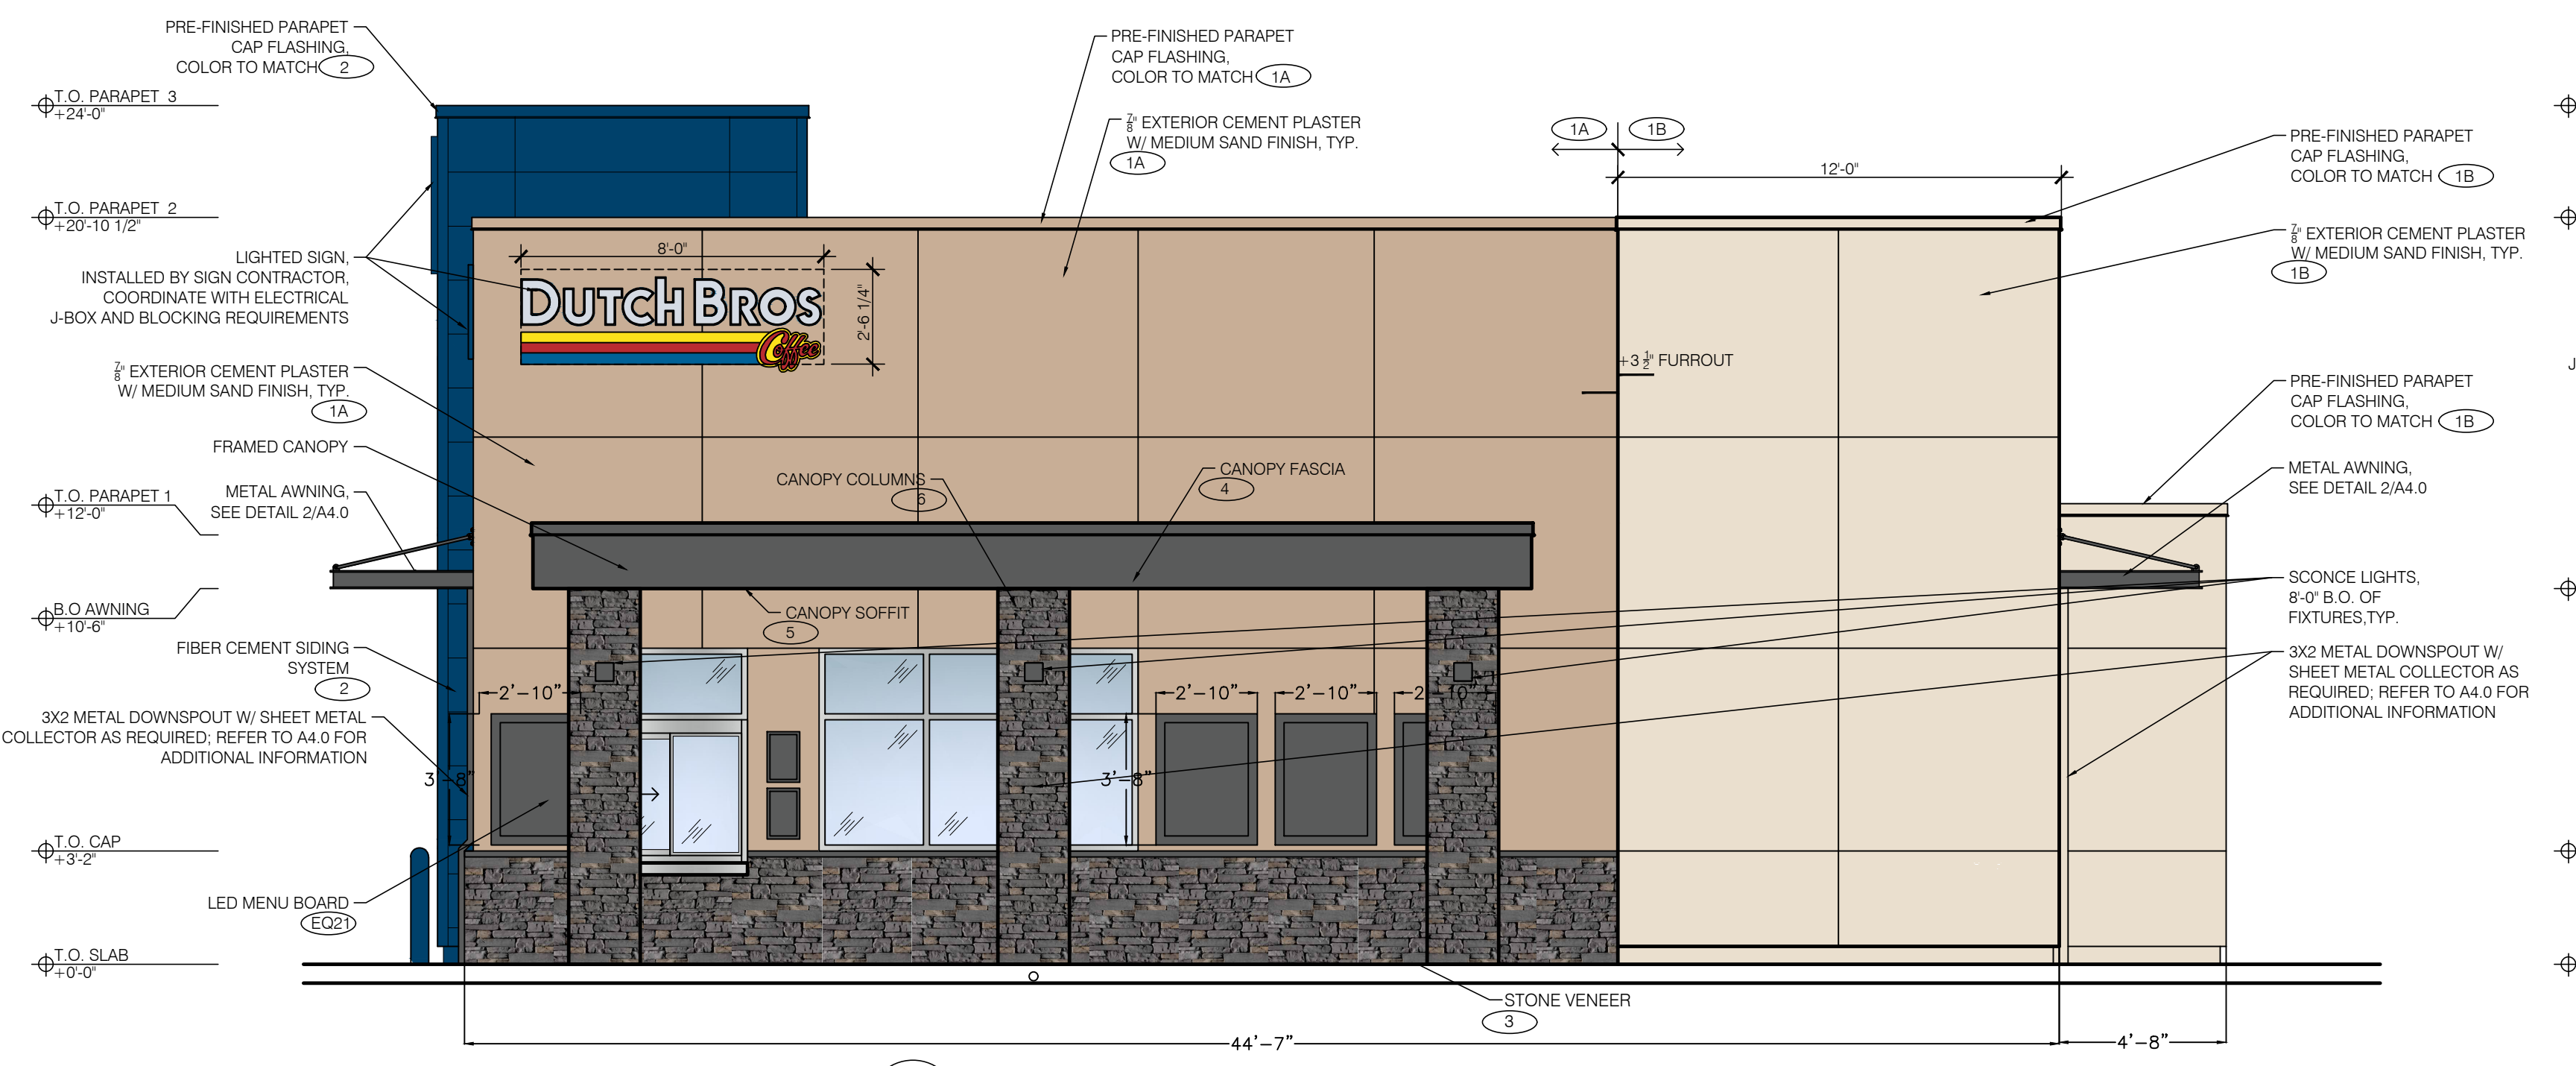 PRE-FINISHED PARAPET
CAP FLASHING,
COLOR TO MATCH 2
T.O. PARAPET 3
+24'-0"
T.O. PARAPET 2
+20'-10 1/2"
LIGHTED SIGN,
INSTALLED BY SIGN CONTRACTOR,
COORDINATE WITH ELECTRICAL
J-BOX AND BLOCKING REQUIREMENTS
7/8" EXTERIOR CEMENT PLASTER
W/ MEDIUM SAND FINISH, TYP.
1A
FRAMED CANOPY
METAL AWNING,
SEE DETAIL 2/A4.0
T.O. PARAPET 1
+12'-0"
B.O AWNING
+10'-6"
FIBER CEMENT SIDING
SYSTEM
2
3X2 METAL DOWNSPOUT W/ SHEET METAL
COLLECTOR AS REQUIRED; REFER TO A4.0 FOR
ADDITIONAL INFORMATION
T.O. CAP
+3'-2"
LED MENU BOARD
EQ21
T.O. SLAB
+0'-0"
PRE-FINISHED PARAPET
CAP FLASHING,
COLOR TO MATCH 1A
7/8" EXTERIOR CEMENT PLASTER
W/ MEDIUM SAND FINISH, TYP.
1A
1A 1B
12'-0"
8'-0"
DUTCH BROS
Coffee
2'-6 1/4"
+3 1/2" FURROUT
CANOPY COLUMNS
6
CANOPY FASCIA
4
CANOPY SOFFIT
5
2'-10" 2'-10" 2'-10" 2'-10"
3'-8" 3'-8"
STONE VENEER
3
44'-7" 4'-8"
PRE-FINISHED PARAPET
CAP FLASHING,
COLOR TO MATCH 1B
7/8" EXTERIOR CEMENT PLASTER
W/ MEDIUM SAND FINISH, TYP.
1B
J
PRE-FINISHED PARAPET
CAP FLASHING,
COLOR TO MATCH 1B
METAL AWNING,
SEE DETAIL 2/A4.0
SCONCE LIGHTS,
8'-0" B.O. OF
FIXTURES,TYP.
3X2 METAL DOWNSPOUT W/
SHEET METAL COLLECTOR AS
REQUIRED; REFER TO A4.0 FOR
ADDITIONAL INFORMATION